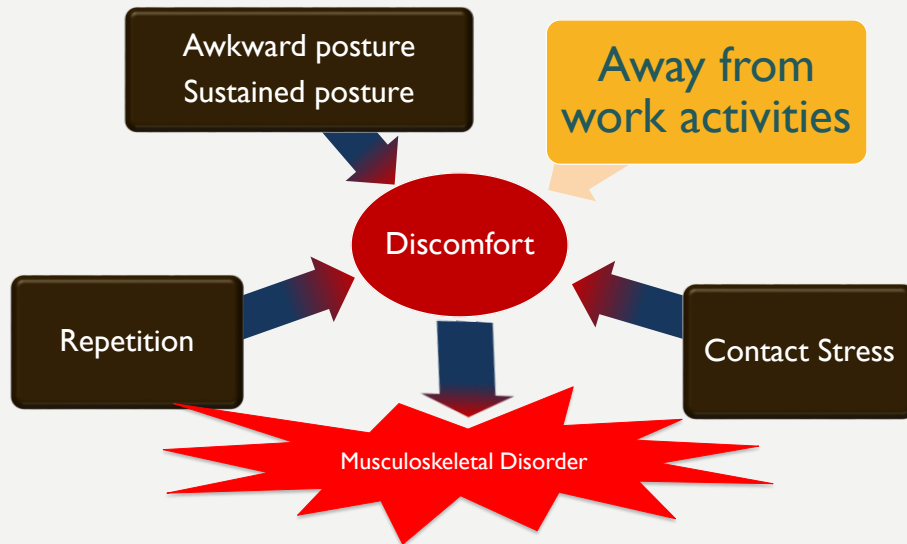 Awkward posture
Sustained posture
Away from
work activities
Discomfort
Repetition
Contact Stress
Musculoskeletal Disorder